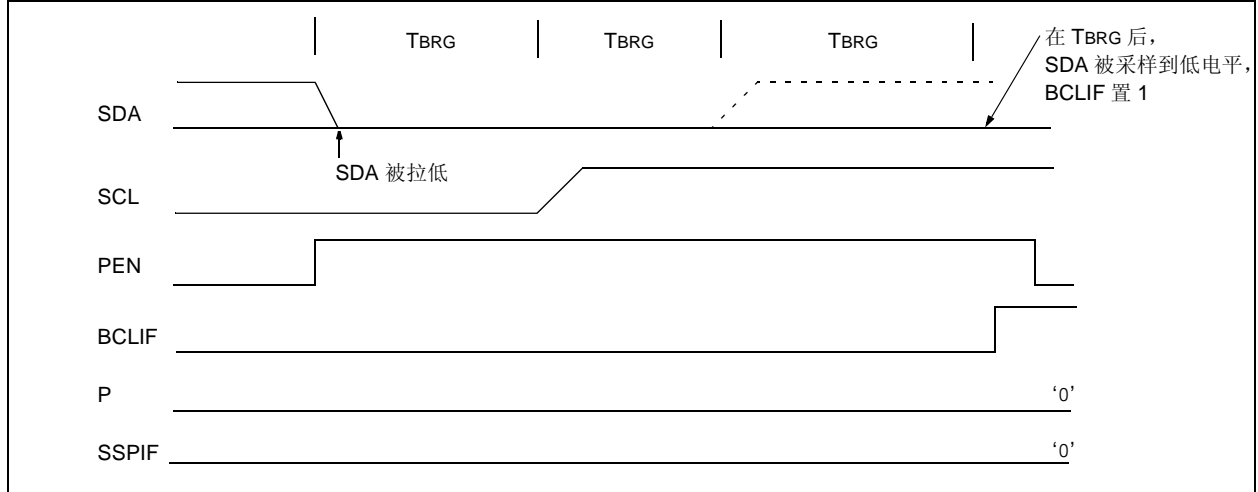 TBRG TBRG TBRG
在 TBRG 后，
SDA 被采样到低电平，
BCLIF 置 1
SDA
SDA 被拉低
SCL
PEN
BCLIF
P ‘0’
SSPIF ‘0’